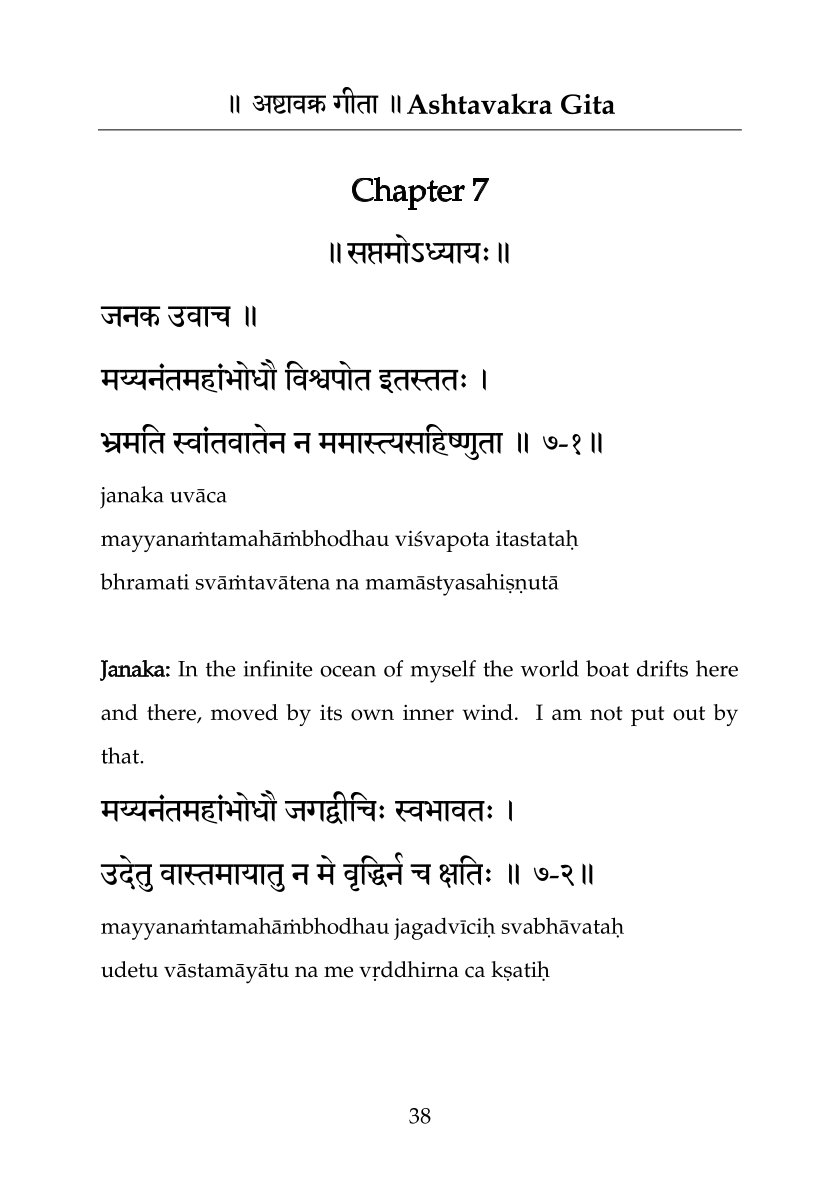 ॥ अष्टावक्र गीता ॥ Ashtavakra Gita
Chapter 7
॥ सप्तमोऽध्यायः ॥
जनक उवाच ॥
मय्यनंतमहांभोधौ विश्वपोत इतस्ततः ।
भ्रमति स्वांतवातेन न ममास्त्यसहिष्णुता ॥ ७-१॥
janaka uvāca
mayyanaṁtamahāṁbhodhau viśvapota itastataḥ
bhramati svāṁtavātena na mamāstyasahiṣṇutā
Janaka: In the infinite ocean of myself the world boat drifts here
and there, moved by its own inner wind. I am not put out by
that.
मय्यनंतमहांभोधौ जगद्वीचिः स्वभावतः ।
उदेतु वास्तमायातु न मे वृद्धिर्न च क्षतिः ॥ ७-२॥
mayyanaṁtamahāṁbhodhau jagadvīciḥ svabhāvataḥ
udetu vāstamāyātu na me vṛddhirna ca kṣatiḥ
38